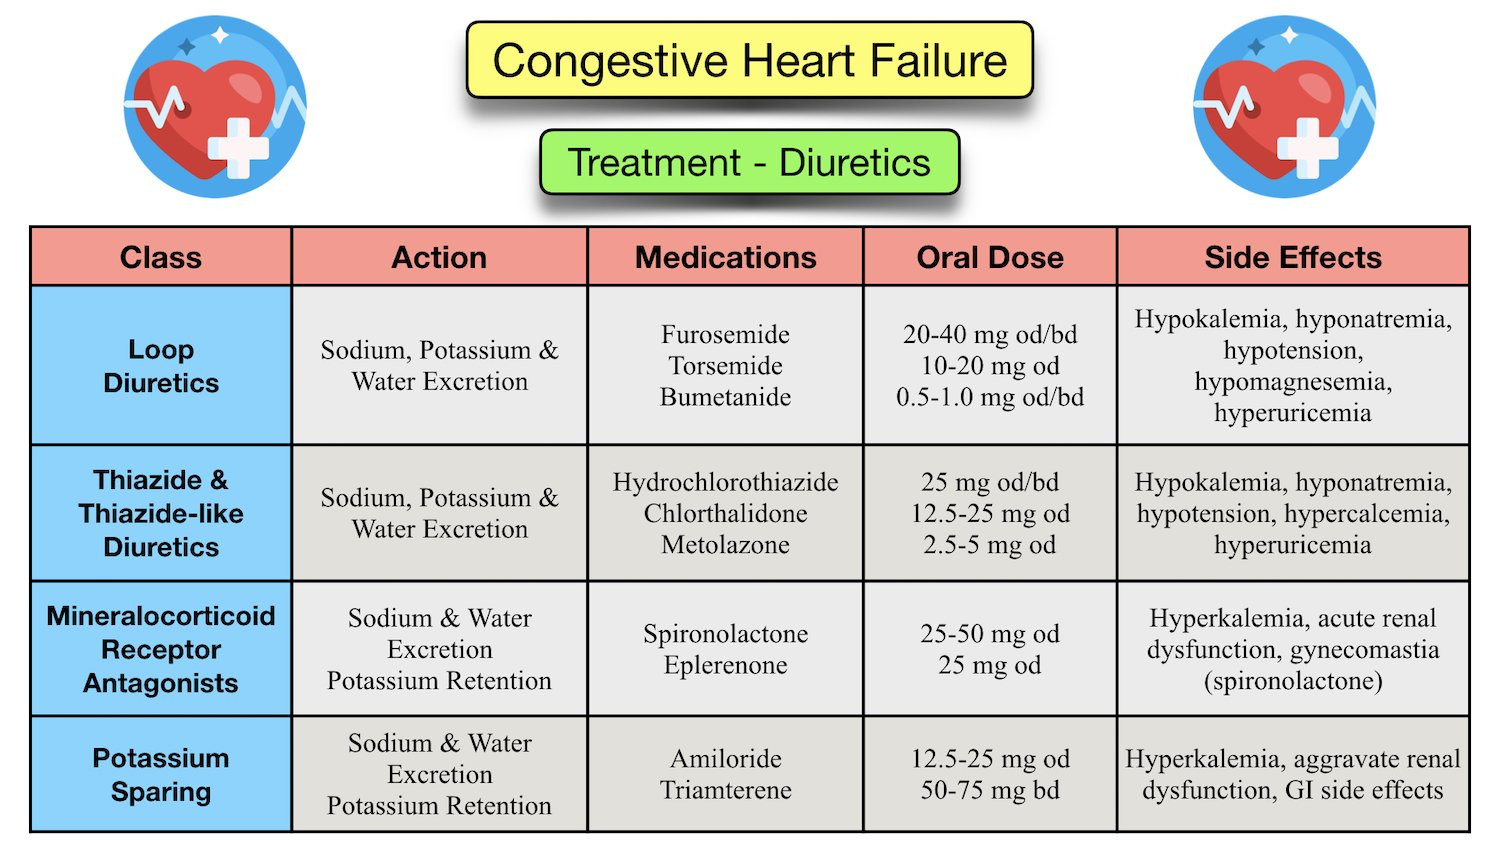 Congestive Heart Failure
Treatment - Diuretics
Class
Action
Medications
Oral Dose
Side Effects
Loop
Diuretics
Sodium, Potassium &
Water Excretion
Furosemide
Torsemide
Bumetanide
20-40 mg od/bd
10-20 mg od
0.5-1.0 mg od/bd
Hypokalemia, hyponatremia,
hypotension,
hypomagnesemia,
hyperuricemia
Thiazide &
Thiazide-like
Diuretics
Sodium, Potassium &
Water Excretion
Hydrochlorothiazide
Chlorthalidone
Metolazone
25 mg od/bd
12.5-25 mg od
2.5-5 mg od
Hypokalemia, hyponatremia,
hypotension, hypercalcemia,
hyperuricemia
Mineralocorticoid
Receptor
Antagonists
Sodium & Water
Excretion
Potassium Retention
Spironolactone
Eplerenone
25-50 mg od
25 mg od
Hyperkalemia, acute renal
dysfunction, gynecomastia
(spironolactone)
Potassium
Sparing
Sodium & Water
Excretion
Potassium Retention
Amiloride
Triamterene
12.5-25 mg od
50-75 mg bd
Hyperkalemia, aggravate renal
dysfunction, GI side effects